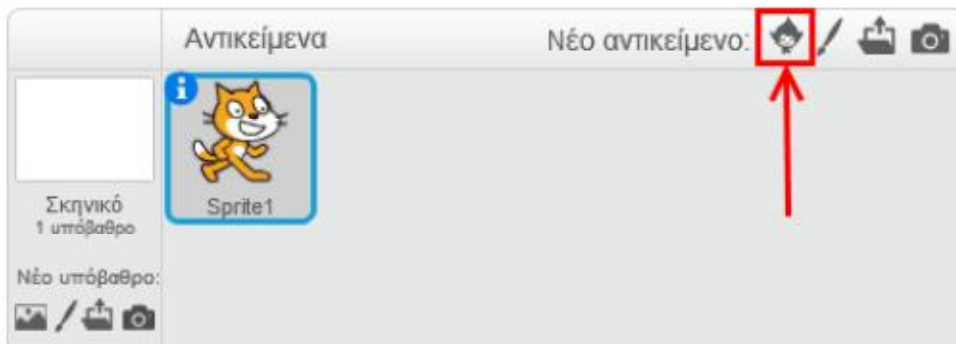 Αντικείμενα
Νέο αντικείμενο:
Sprite1
Σκηνικό
1 υπόβαθρο
Νέο υπόβαθρο: